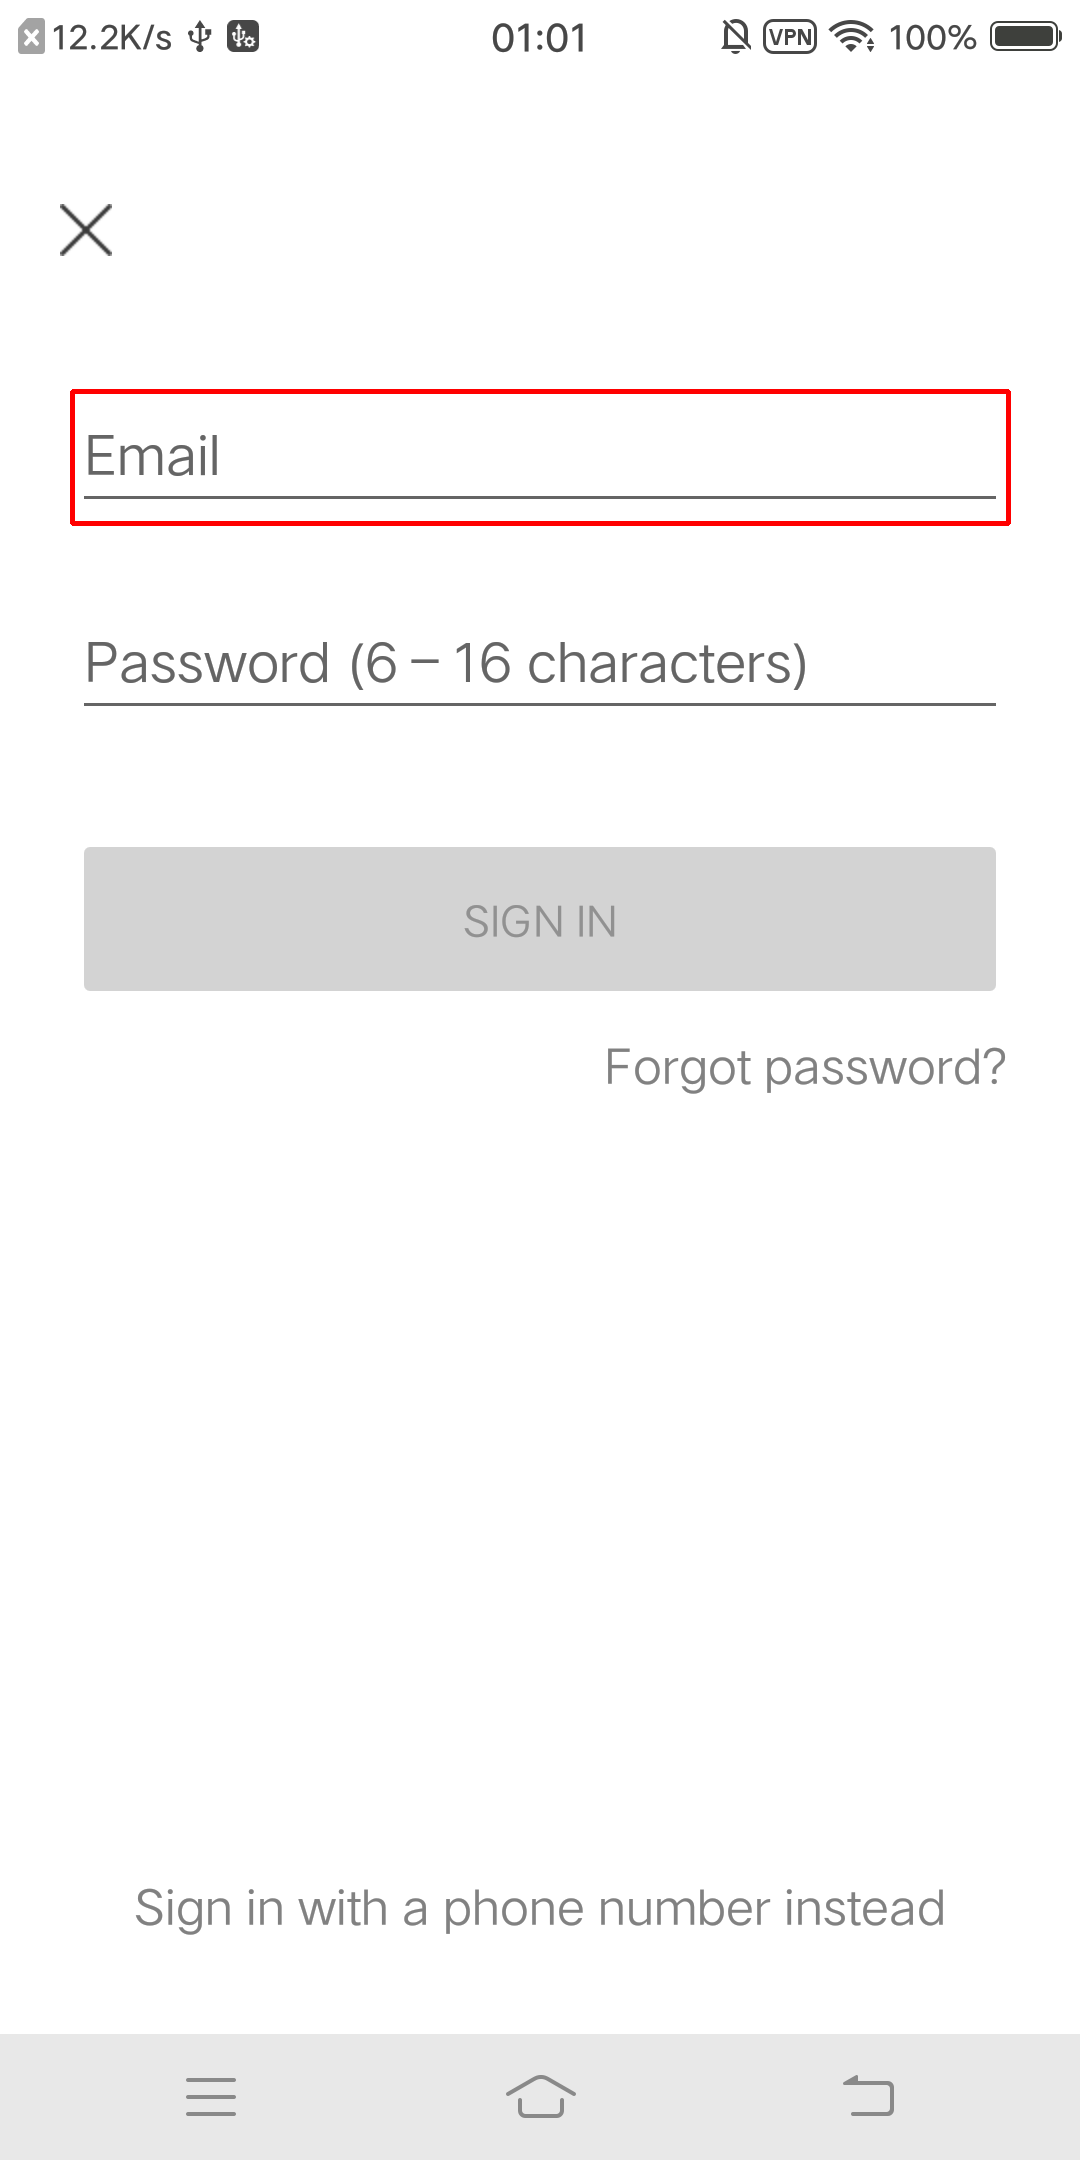 12.2K/s 01:01 VPN 100%
Email
Password (6 – 16 characters)
SIGN IN
Forgot password?
Sign in with a phone number instead